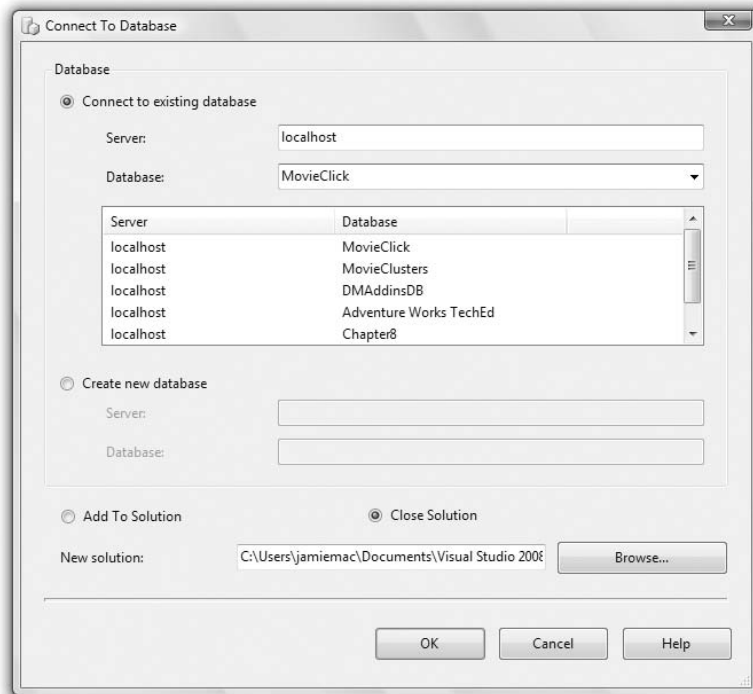 Connect To Database
Database
Connect to existing database
Server: localhost
Database: MovieClick
Server Database
localhost MovieClick
localhost MovieClusters
localhost DMAddinsDB
localhost Adventure Works TechEd
localhost Chapter8
Create new database
Server:
Database:
Add To Solution Close Solution
New solution: C:\Users\jamiemac\Documents\Visual Studio 2008 Browse...
OK Cancel Help